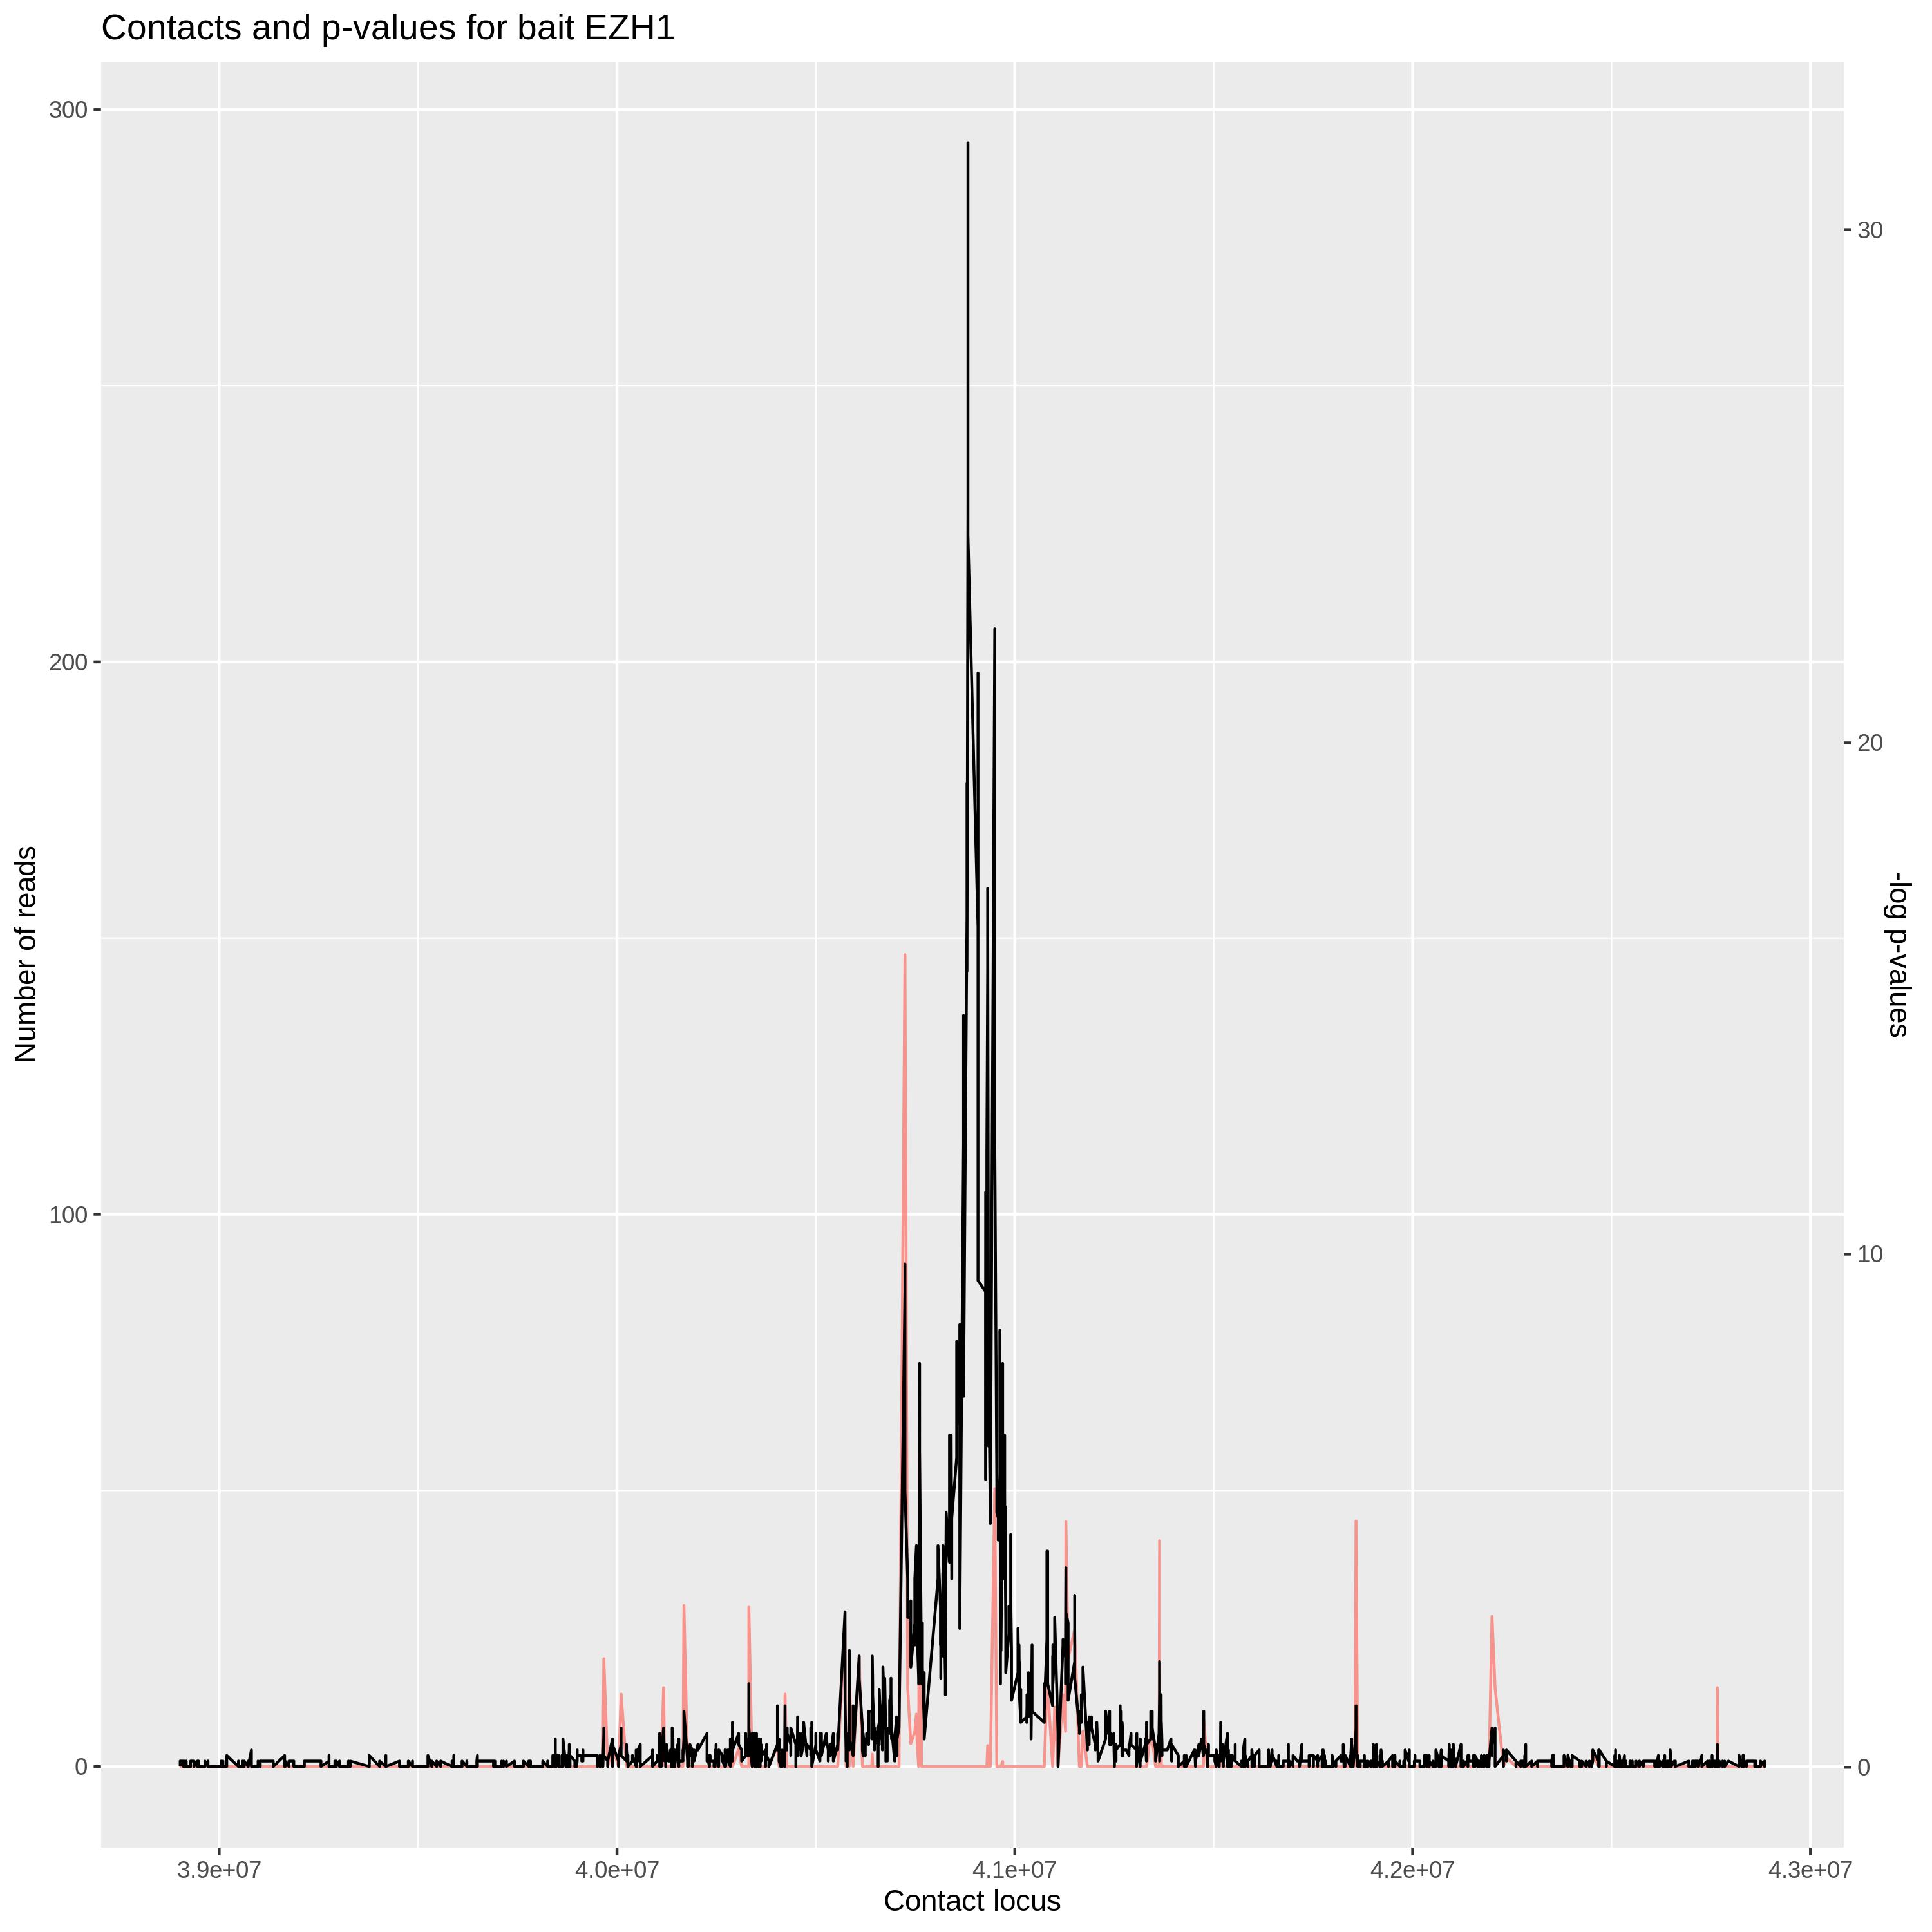 Contacts and p-values for bait EZH1
300
200
100
0
Number of reads
30
20
10
0
-log p-values
3.9e+07
4.0e+07
4.1e+07
4.2e+07
4.3e+07
Contact locus